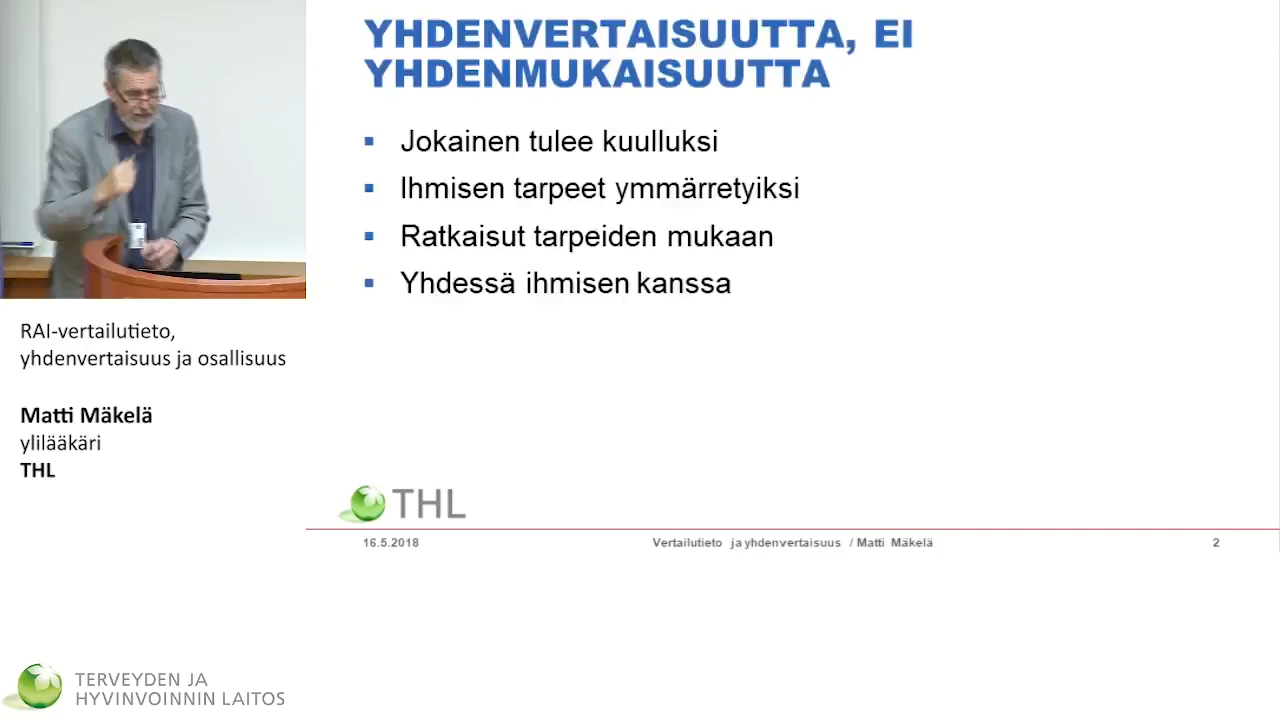 YHDENVERTAISUUTTA, EI
YHDENMUKAISUUTTA
▪ Jokainen tulee kuulluksi
▪ Ihmisen tarpeet ymmärretyiksi
▪ Ratkaisut tarpeiden mukaan
▪ Yhdessä ihmisen kanssa
RAI-vertailutieto,
yhdenvertaisuus ja osallisuus
Matti Mäkelä
ylilääkäri
THL
THL
16.5.2018 Vertailutieto ja yhdenvertaisuus / Matti Mäkelä 2
TERVEYDEN JA
HYVINVOINNIN LAITOS